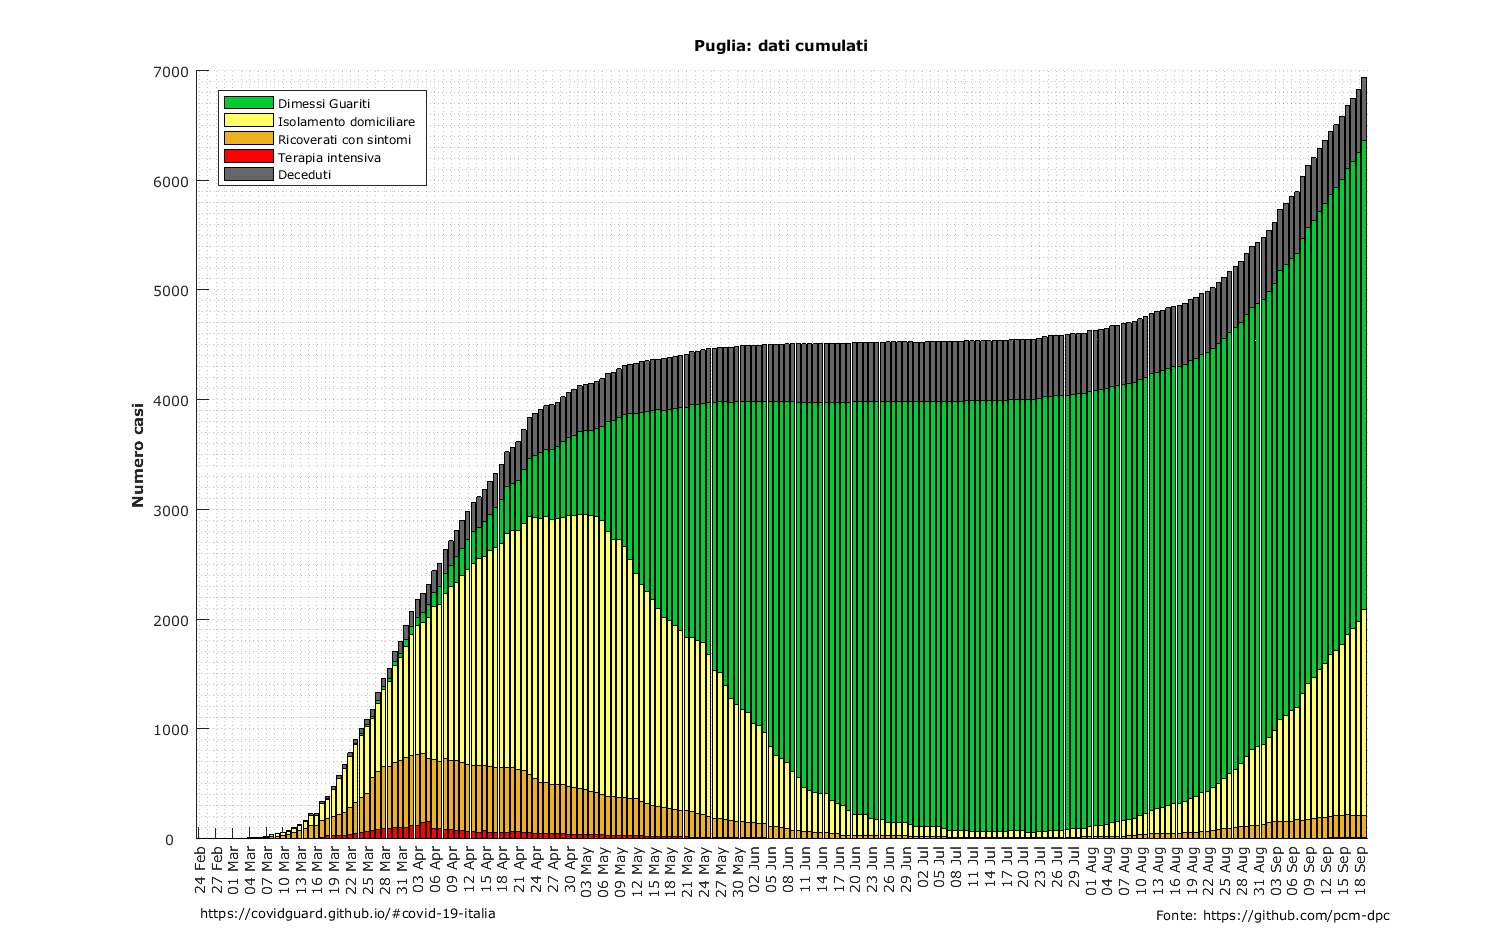 Puglia: dati cumulati
7000
6000
5000
4000
3000
2000
1000
0
Numero casi
Dimessi Guariti
Isolamento domiciliare
Ricoverati con sintomi
Terapia intensiva
Deceduti
24 Feb
27 Feb
01 Mar
04 Mar
07 Mar
10 Mar
13 Mar
16 Mar
19 Mar
22 Mar
25 Mar
28 Mar
31 Mar
03 Apr
06 Apr
09 Apr
12 Apr
15 Apr
18 Apr
21 Apr
24 Apr
27 Apr
30 Apr
03 May
06 May
09 May
12 May
15 May
18 May
21 May
24 May
27 May
30 May
02 Jun
05 Jun
08 Jun
11 Jun
14 Jun
17 Jun
20 Jun
23 Jun
26 Jun
29 Jun
02 Jul
05 Jul
08 Jul
11 Jul
14 Jul
17 Jul
20 Jul
23 Jul
26 Jul
29 Jul
01 Aug
04 Aug
07 Aug
10 Aug
13 Aug
16 Aug
19 Aug
22 Aug
25 Aug
28 Aug
31 Aug
03 Sep
06 Sep
09 Sep
12 Sep
15 Sep
18 Sep
https://covidguard.github.io/#covid-19-italia
Fonte: https://github.com/pcm-dpc